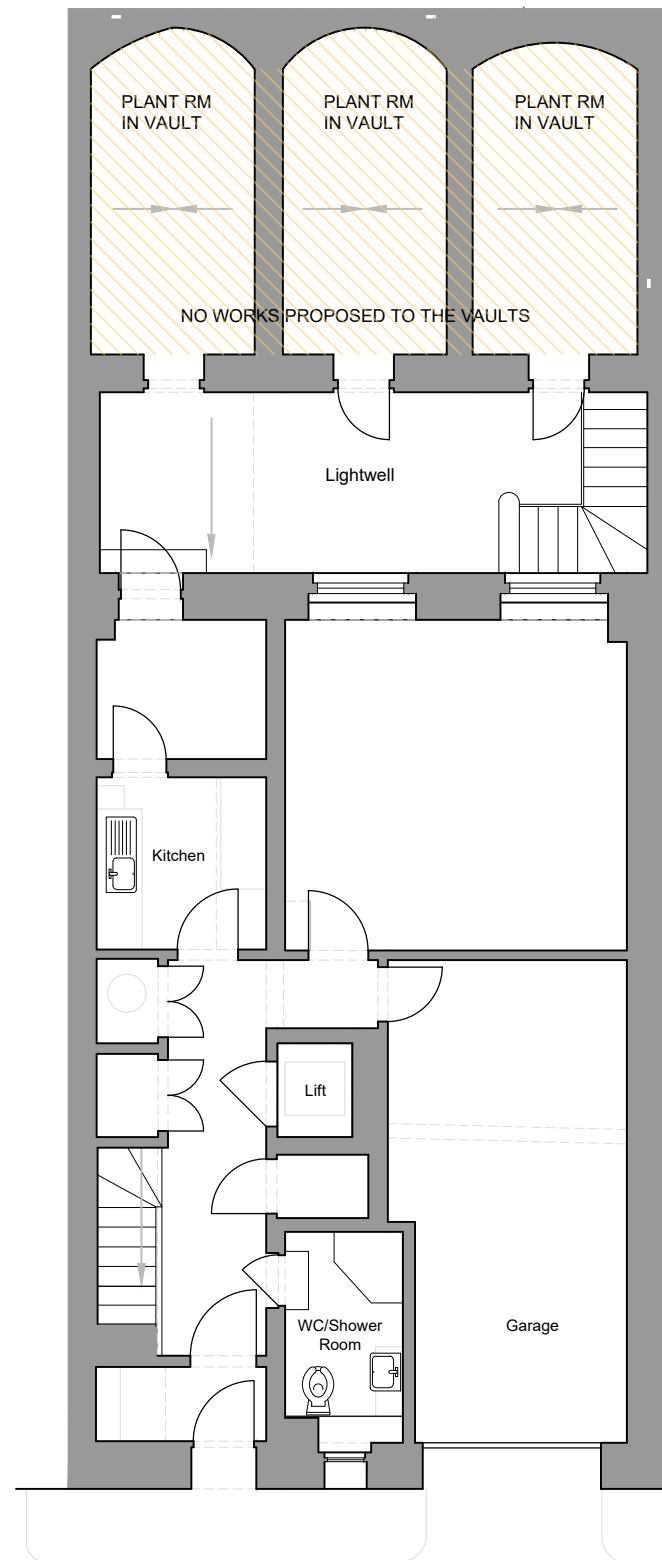 PLANT RM
IN VAULT
PLANT RM
IN VAULT
PLANT RM
IN VAULT
NO WORKS PROPOSED TO THE VAULTS
Lightwell
Kitchen
Lift
WC/Shower
Room
Garage